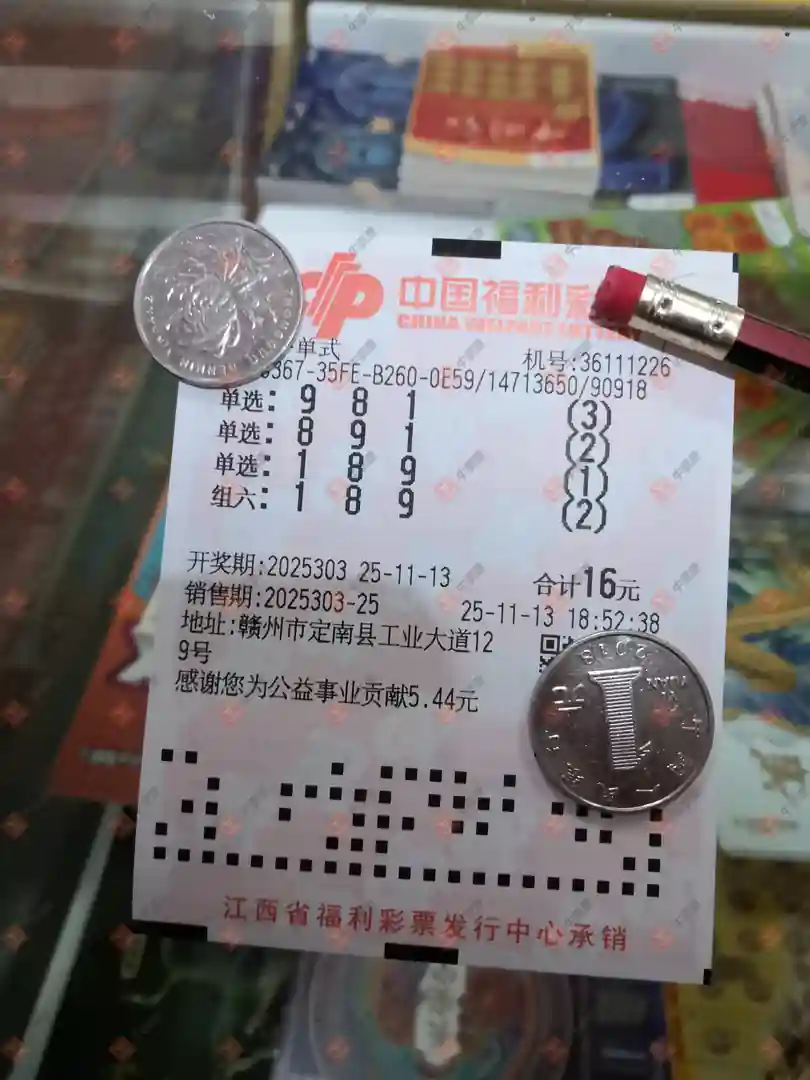 中国福利彩
CHINA WELFARE LOTTERY
单式
机号:36111226
367-35FE-B260-0E59/14713650/90918
单选: 9 8 1 (3)
单选: 8 9 1 (2)
单选: 1 8 9 (1)
组六: 1 8 9 (2)
开奖期:2025303 25-11-13 合计16元
销售期:2025303-25 25-11-13 18:52:38
地址:赣州市定南县工业大道12
9号
感谢您为公益事业贡献5.44元
江西省福利彩票发行中心承销